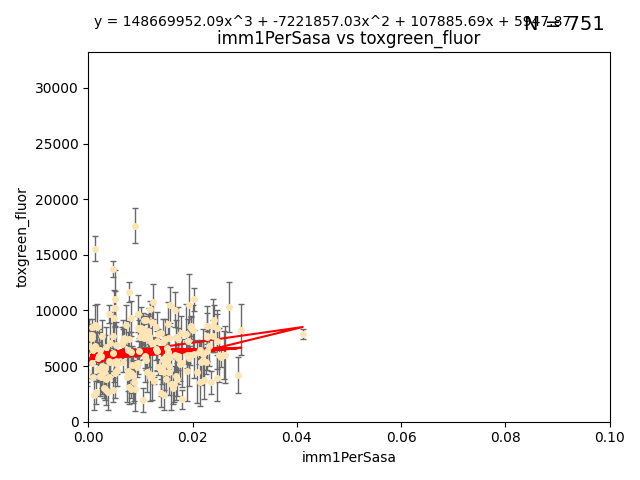 y = 148669952.09x^3 + -7221857.03x^2 + 107885.69x + 5947.87
N = 751
imm1PerSasa vs toxgreen_fluor
toxgreen_fluor
30000
25000
20000
15000
10000
5000
0
0.00 0.02 0.04 0.06 0.08 0.10
imm1PerSasa